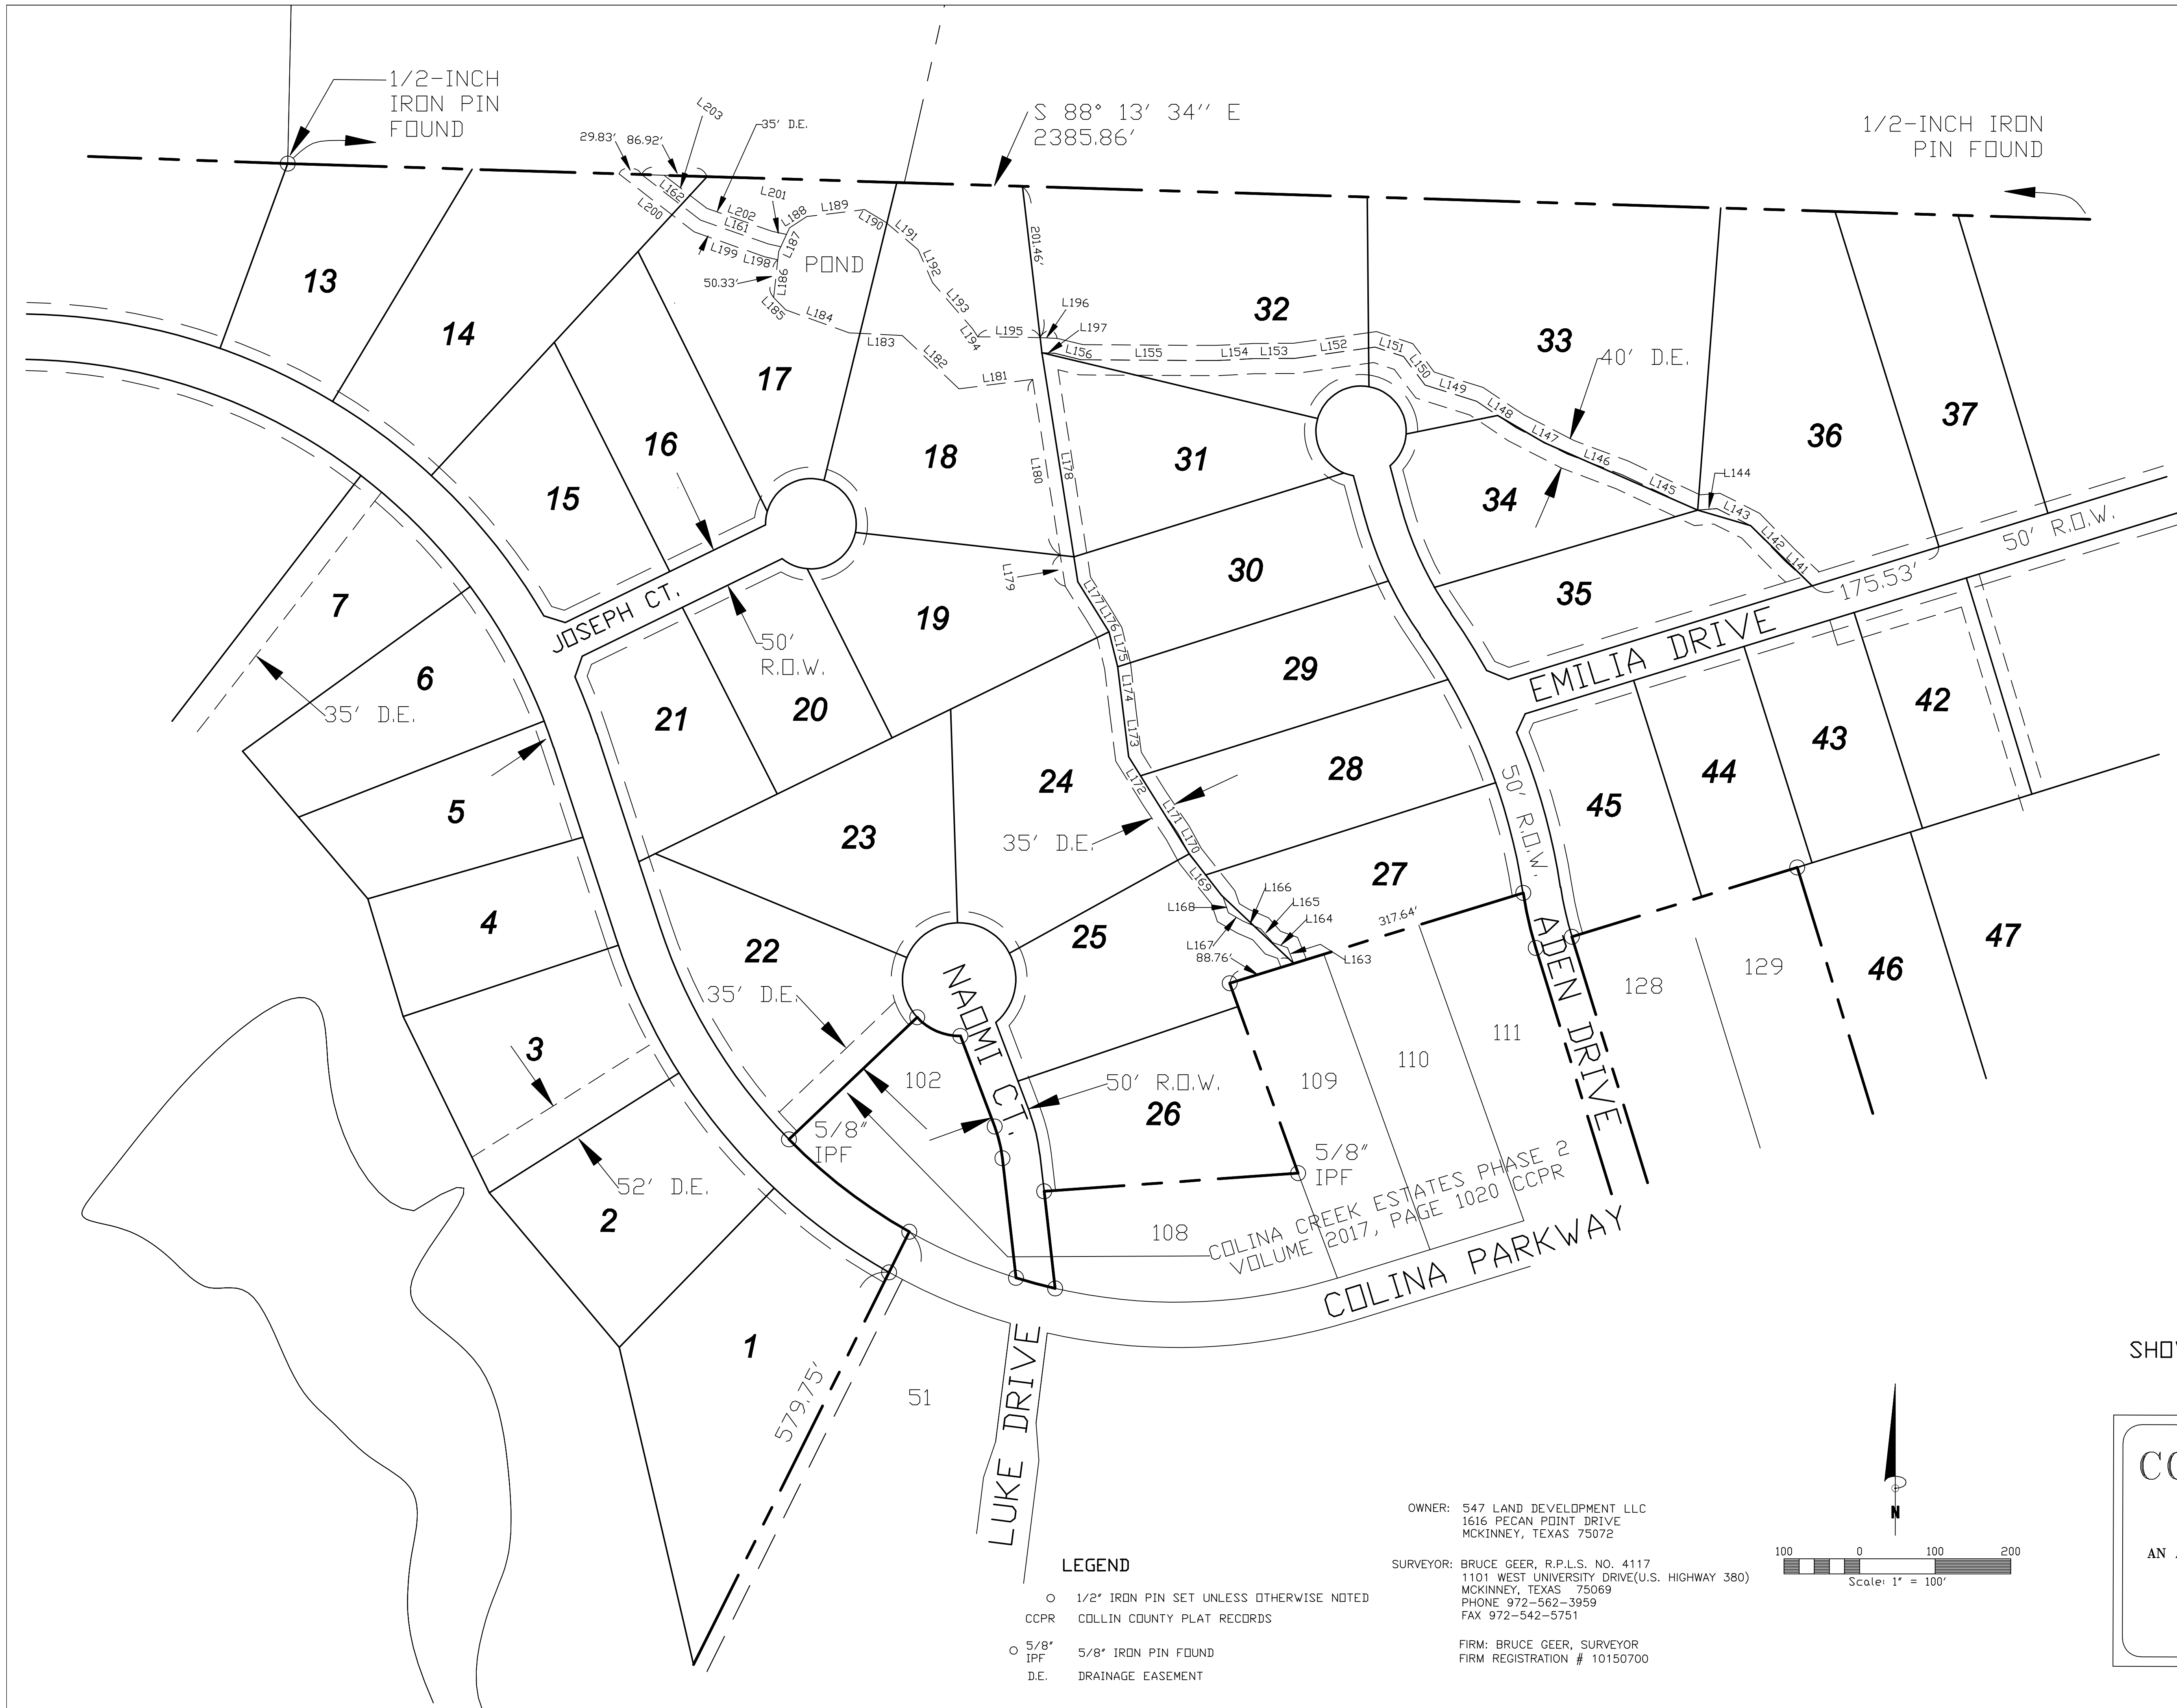 1/2-INCH
IRON PIN
FOUND
29.83'
86.92'
L203
35' D.E.
S 88° 13' 34'' E
2385.86'
1/2-INCH IRON
PIN FOUND
L162
L200
L202
L201
L161
L199
L1987
L188
L189
L190
L191
L187
L186
L192
POND
50.33'
L185
L184
L193
L194
L183
L182
L181
L195
201.46'
L196
L197
L156
L155
L154
L153
L152
L151
L150
L149
L148
L147
L146
L145
L144
L143
L142
L141
40' D.E.
13
14
15
16
17
18
32
33
31
34
36
37
L180
L178
L179
L177
L176
L175
L174
L173
L172
L171
L170
L169
L168
L167
L166
L165
L164
L163
88.76'
317.64'
7
6
5
4
3
2
1
35' D.E.
JOSEPH CT.
50'
R.O.W.
19
20
21
30
29
28
27
35
EMILIA DRIVE
175.53'
50' R.O.W.
42
43
44
45
46
47
50' R.O.W.
ADEN DRIVE
22
23
24
25
26
35' D.E.
35' D.E.
NAOMI C .
102
50' R.O.W.
5/8"
IPF
5/8"
IPF
108
109
110
111
128
129
52' D.E.
COLINA CREEK ESTATES PHASE 2
VOLUME 2017, PAGE 1020 CCPR
COLINA PARKWAY
51
579.75'
LUKE DRIVE
LEGEND
1/2" IRON PIN SET UNLESS OTHERWISE NOTED
CCPR COLLIN COUNTY PLAT RECORDS
5/8"
IPF 5/8" IRON PIN FOUND
D.E. DRAINAGE EASEMENT
OWNER: 547 LAND DEVELOPMENT LLC
1616 PECAN POINT DRIVE
MCKINNEY, TEXAS 75072
SURVEYOR: BRUCE GEER, R.P.L.S. NO. 4117
1101 WEST UNIVERSITY DRIVE(U.S. HIGHWAY 380)
MCKINNEY, TEXAS 75069
PHONE 972-562-3959
FAX 972-542-5751
FIRM: BRUCE GEER, SURVEYOR
FIRM REGISTRATION # 10150700
N
100 0 100 200
Scale: 1" = 100'
SHO
CO
AN